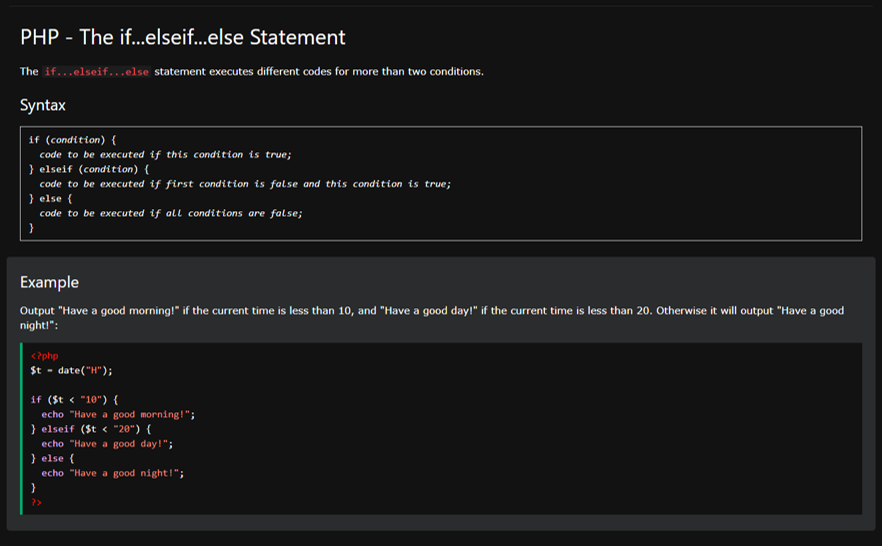 PHP - The if...elseif...else Statement
The if...elseif...else statement executes different codes for more than two conditions.
Syntax
if (condition) {
  code to be executed if this condition is true;
} elseif (condition) {
  code to be executed if first condition is false and this condition is true;
} else {
  code to be executed if all conditions are false;
}
Example
Output "Have a good morning!" if the current time is less than 10, and "Have a good day!" if the current time is less than 20. Otherwise it will output "Have a good
night!":
<?php
$t = date("H");
if ($t < "10") {
  echo "Have a good morning!";
} elseif ($t < "20") {
  echo "Have a good day!";
} else {
  echo "Have a good night!";
}
?>